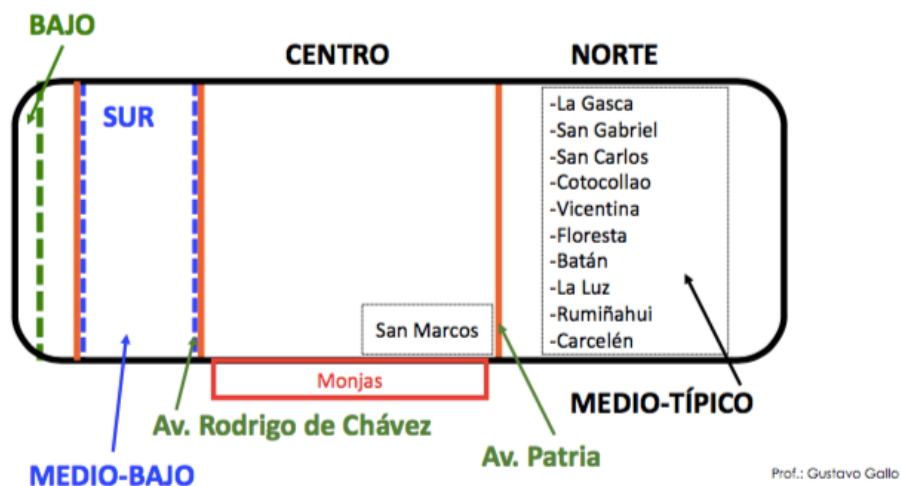 BAJO
CENTRO
NORTE
SUR
-La Gasca
-San Gabriel
-San Carlos
-Cotocollao
-Vicentina
-Floresta
-Batán
-La Luz
-Rumiñahui
-Carcelén
San Marcos
Monjas
MEDIO-TÍPICO
Av. Rodrigo de Chávez
Av. Patria
MEDIO-BAJO
Prof.: Gustavo Gallo